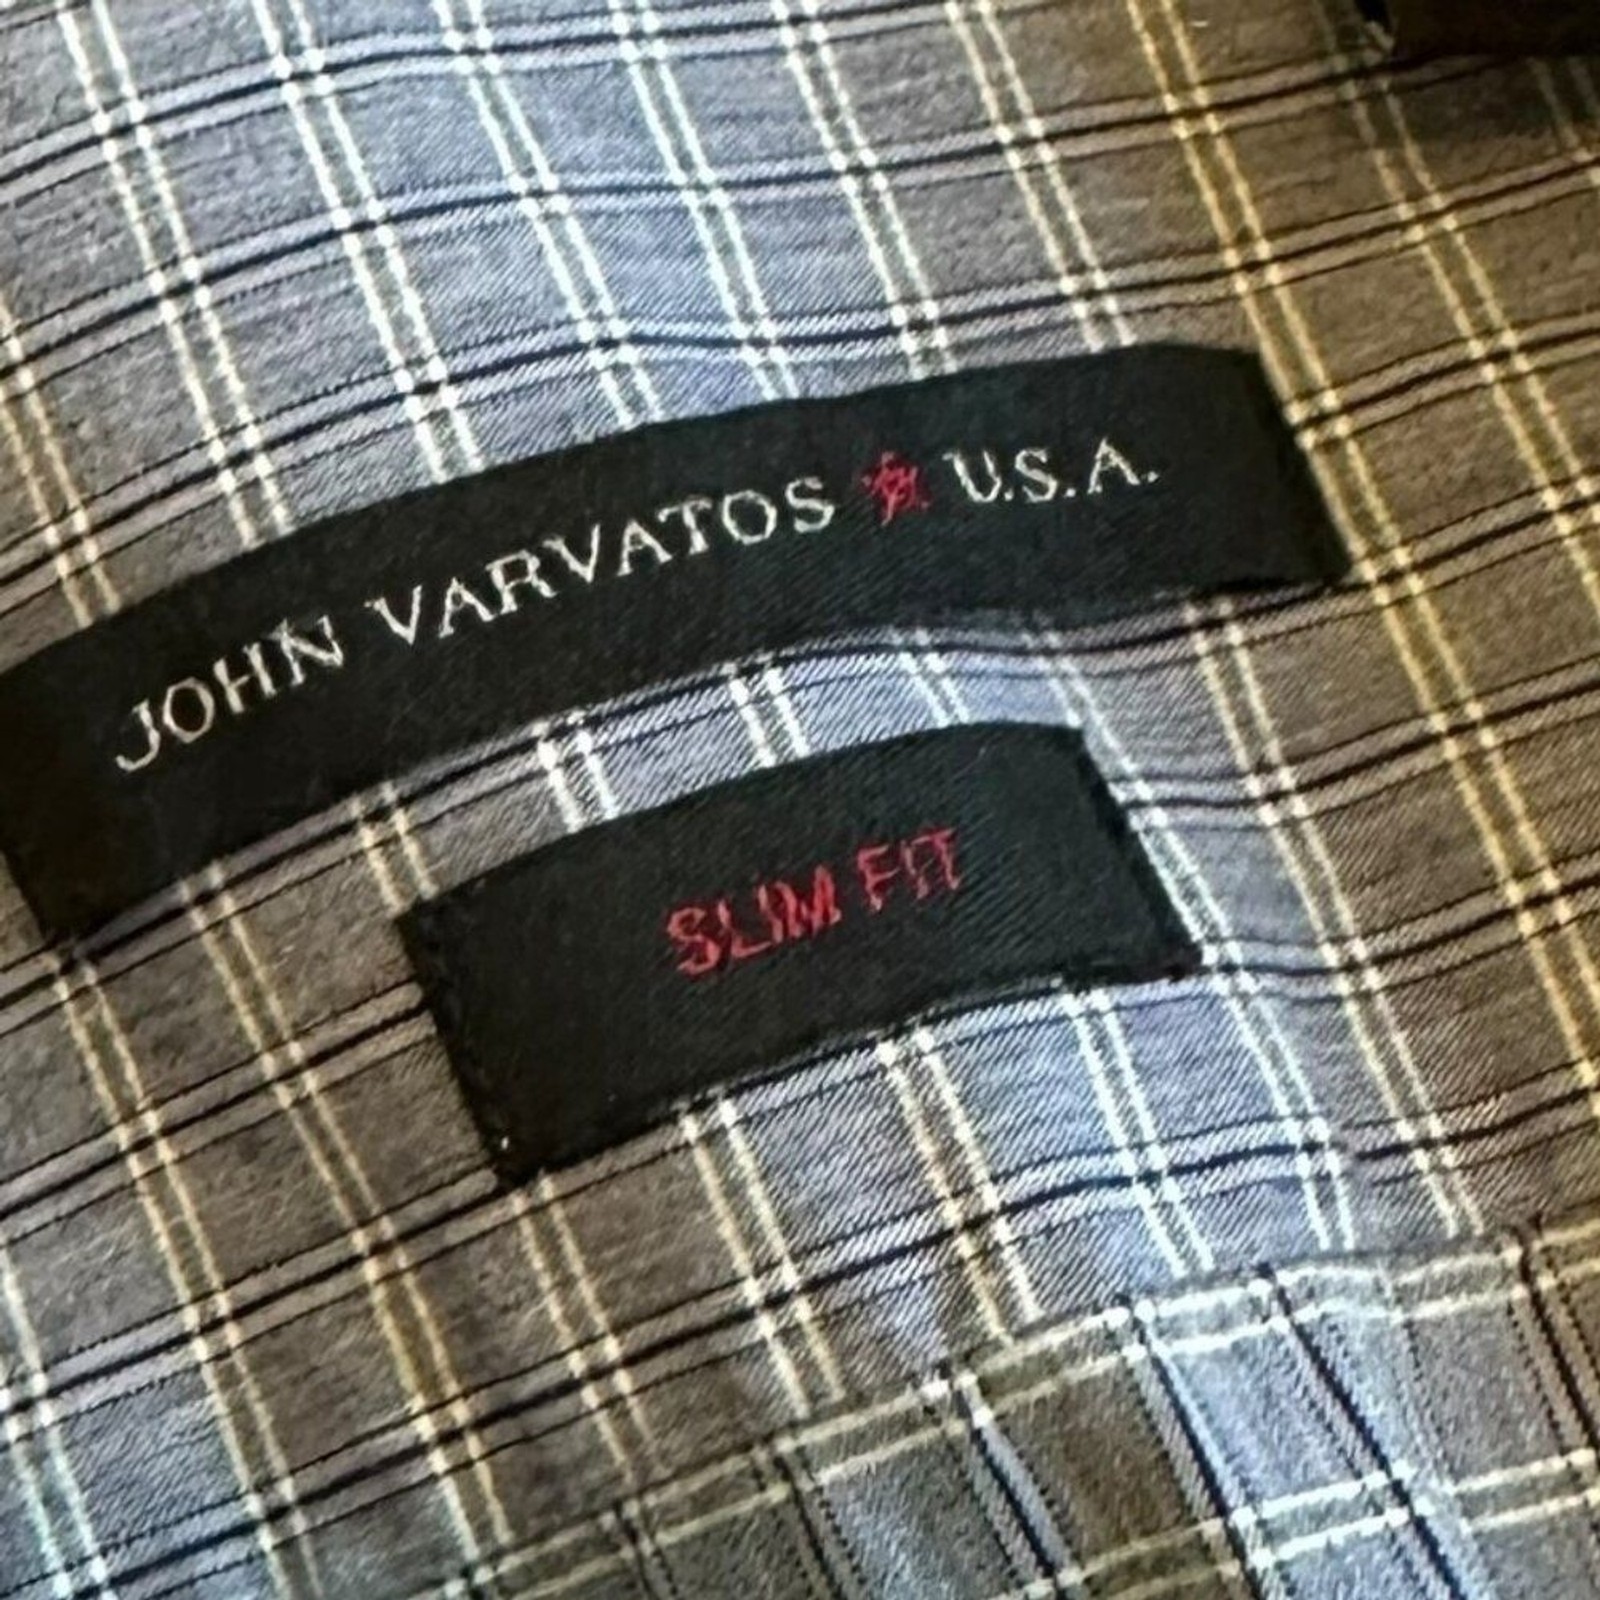 JOHN VARVATOS ★ U.S.A.
SLIM FIT